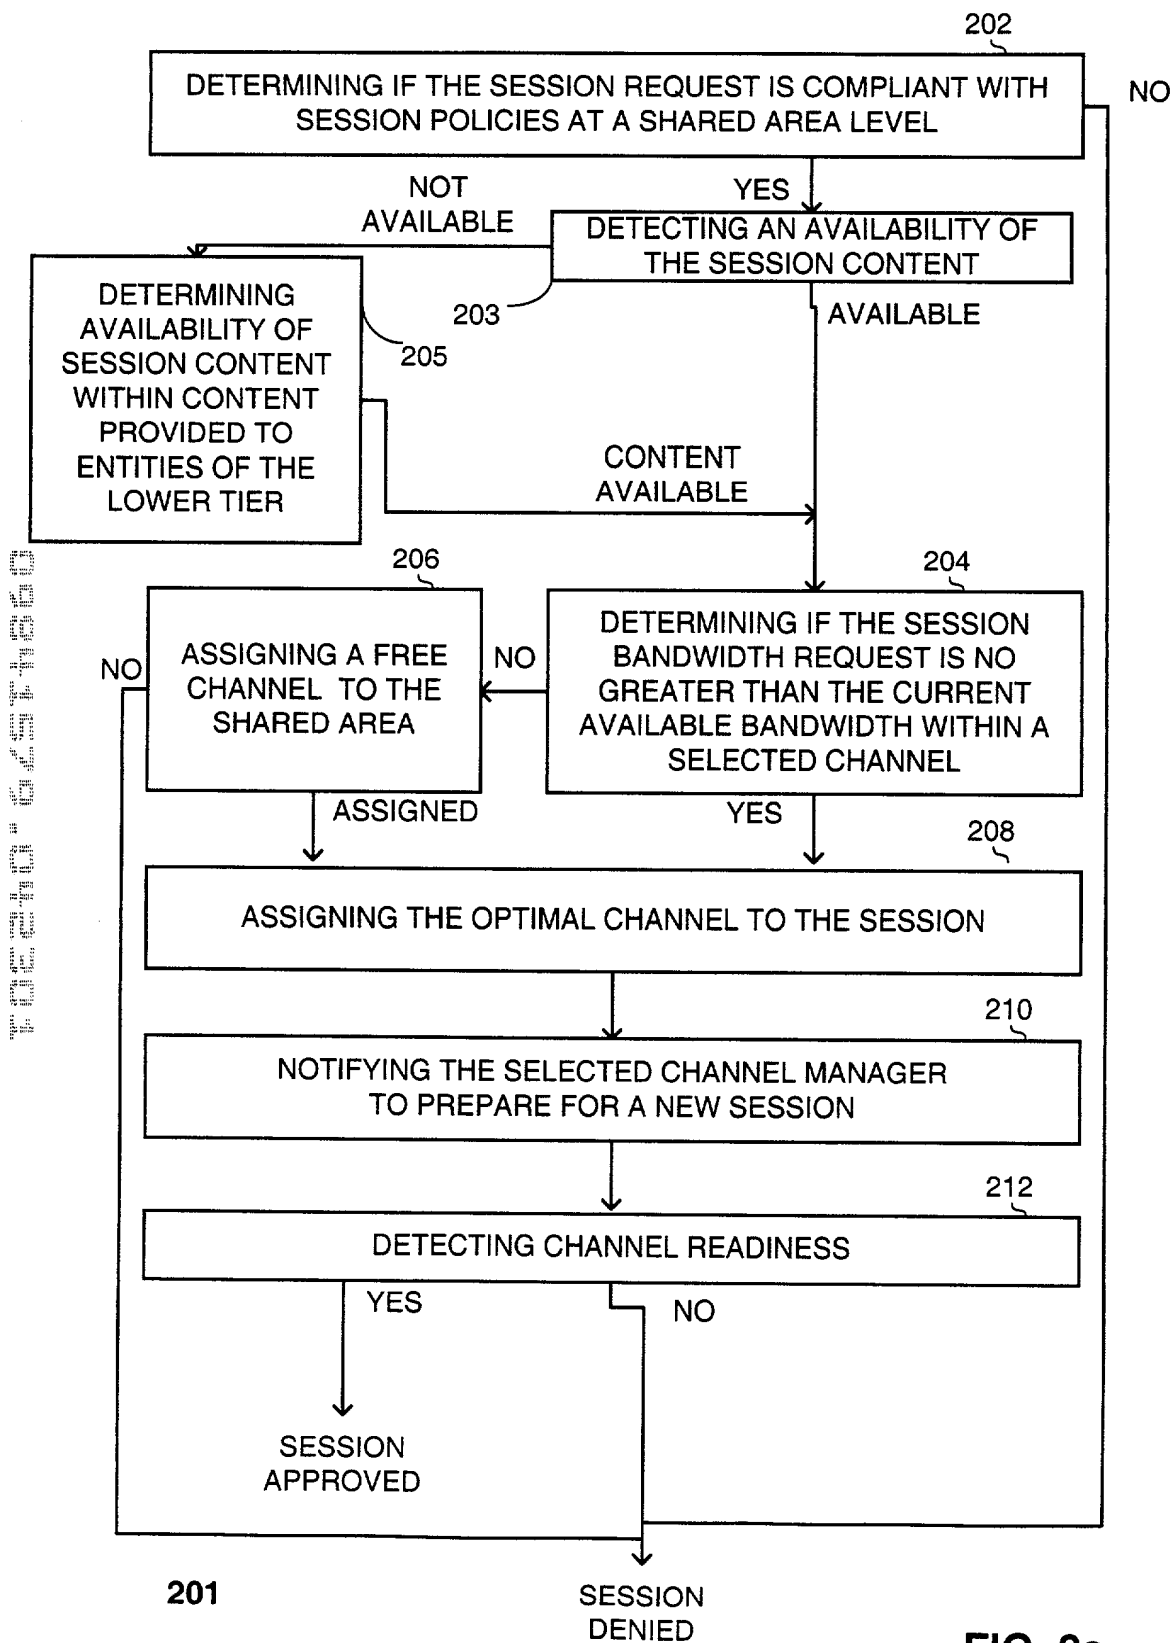 202
DETERMINING IF THE SESSION REQUEST IS COMPLIANT WITH
SESSION POLICIES AT A SHARED AREA LEVEL
NO
NOT
AVAILABLE
YES
DETECTING AN AVAILABILITY OF
THE SESSION CONTENT
203
AVAILABLE
DETERMINING
AVAILABILITY OF
SESSION CONTENT
WITHIN CONTENT
PROVIDED TO
ENTITIES OF THE
LOWER TIER
205
CONTENT
AVAILABLE
206
204
NO
ASSIGNING A FREE
CHANNEL TO THE
SHARED AREA
NO
DETERMINING IF THE SESSION
BANDWIDTH REQUEST IS NO
GREATER THAN THE CURRENT
AVAILABLE BANDWIDTH WITHIN A
SELECTED CHANNEL
ASSIGNED
YES
208
ASSIGNING THE OPTIMAL CHANNEL TO THE SESSION
210
NOTIFYING THE SELECTED CHANNEL MANAGER
TO PREPARE FOR A NEW SESSION
212
DETECTING CHANNEL READINESS
YES
NO
SESSION
APPROVED
201
SESSION
DENIED